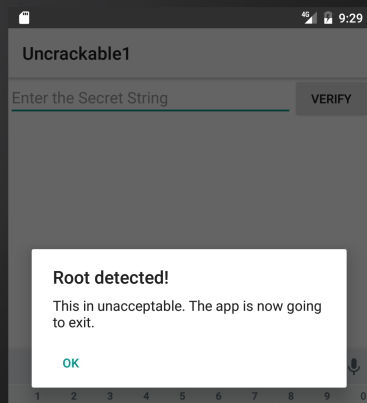 4G 9:29
Uncrackable1
Enter the Secret String VERIFY
Root detected!
This in unacceptable. The app is now going
to exit.
OK
1 2 3 4 5 6 7 8 9 0